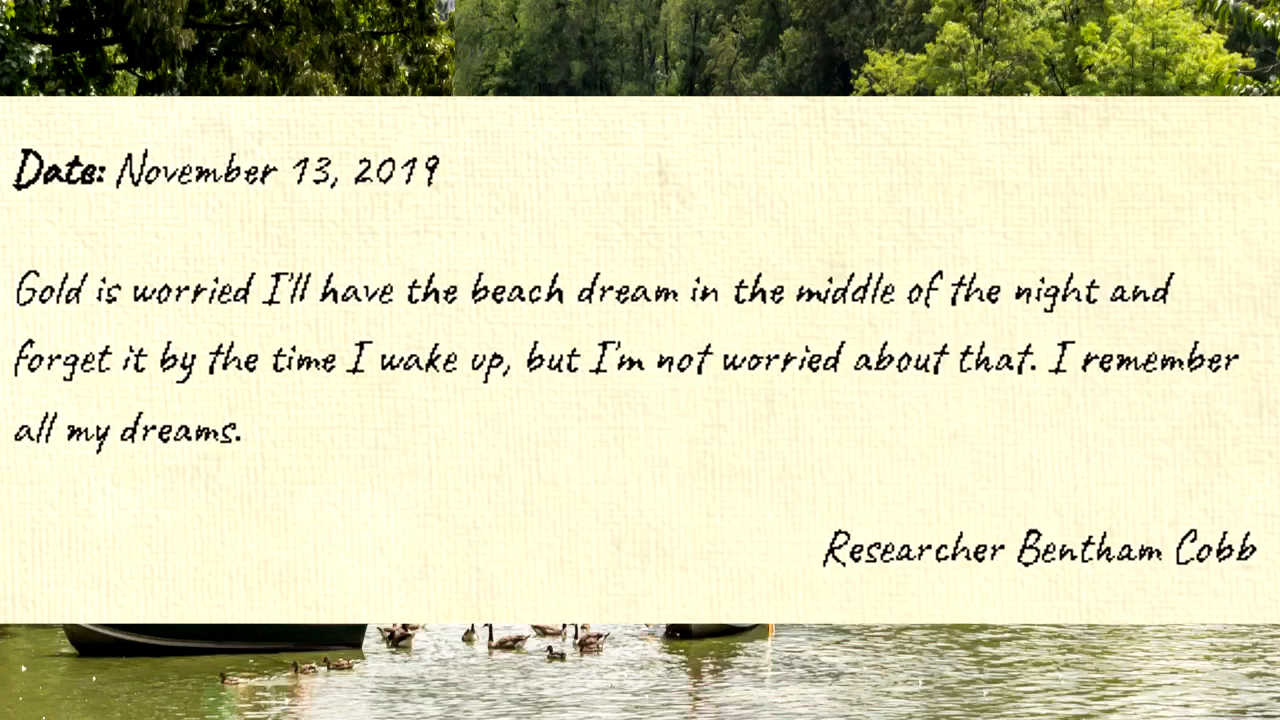 Date: November 13, 2019
Gold is worried I'll have the beach dream in the middle of the night and
forget it by the time I wake up, but I'm not worried about that. I remember
all my dreams.
Researcher Bentham Cobb